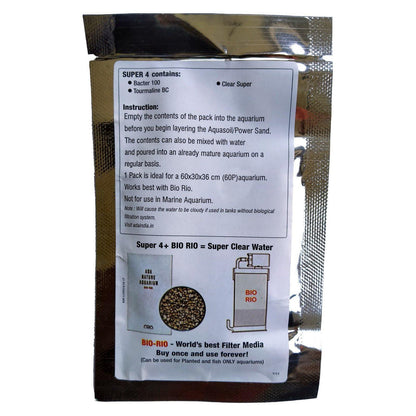 SUPER 4 contains:
• Bacter 100 • Clear Super
• Tourmaline BC
Instruction:
Empty the contents of the pack into the aquarium
before you begin layering the Aquasoil/Power Sand.
The contents can also be mixed with water
and poured into an already mature aquarium on a
regular basis.
1 Pack is ideal for a 60x30x36 cm (60P)aquarium.
Works best with Bio Rio.
Not for use in Marine Aquarium.
Note : Will cause the water to be cloudy if used in tanks without biological
filtration system.
Visit adaindia.com
Super 4+ BIO RIO = Super Clear Water
ADA
NATURE
AQUARIUM
BIO RIO
BIO
RIO
BIO-RIO - World's best Filter Media
Buy once and use forever!
(Can be used for Planted and fish ONLY aquariums)